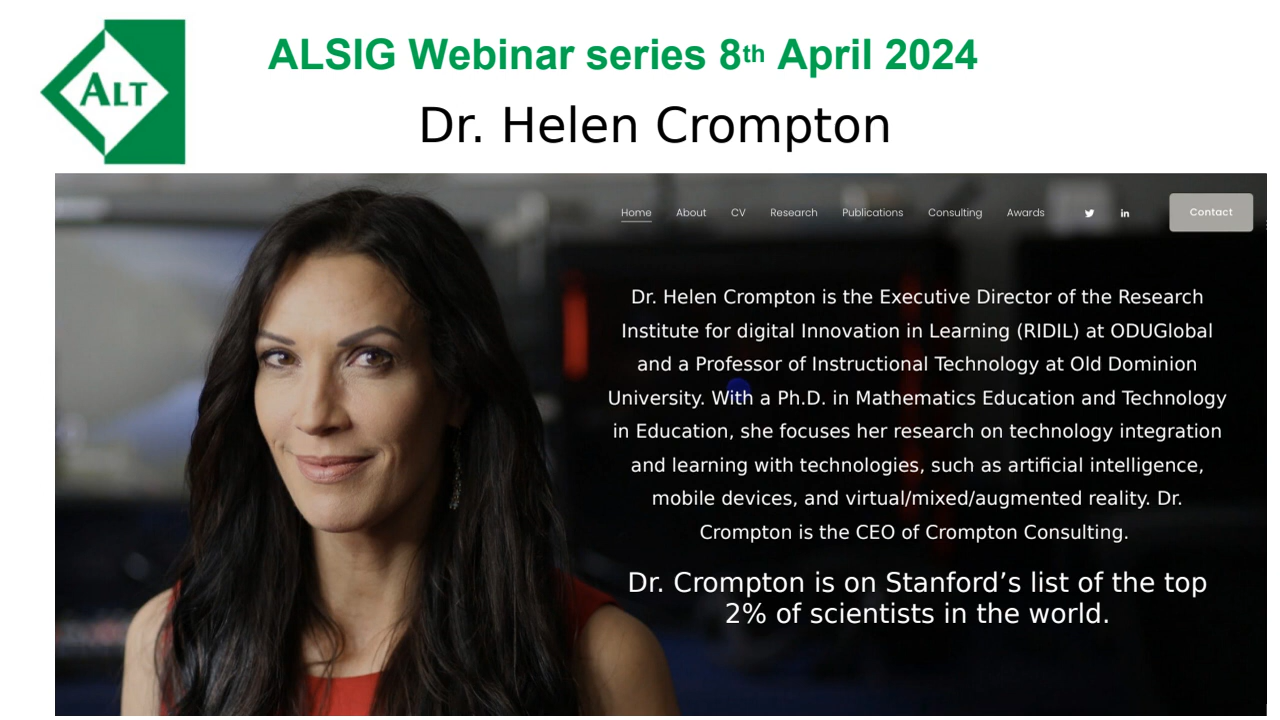 ALT
ALSIG Webinar series 8th April 2024
Dr. Helen Crompton
Home About CV Research Publications Consulting Awards in Contact
Dr. Helen Crompton is the Executive Director of the Research
Institute for digital Innovation in Learning (RIDIL) at ODUGlobal
and a Professor of Instructional Technology at Old Dominion
University. With a Ph.D. in Mathematics Education and Technology
in Education, she focuses her research on technology integration
and learning with technologies, such as artificial intelligence,
mobile devices, and virtual/mixed/augmented reality. Dr.
Crompton is the CEO of Crompton Consulting.
Dr. Crompton is on Stanford’s list of the top
2% of scientists in the world.